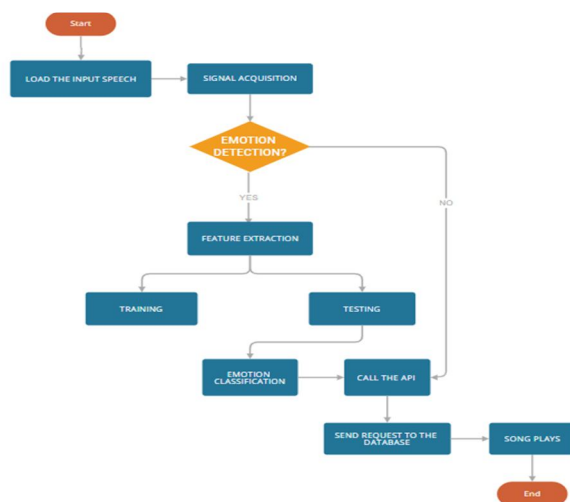 Start
LOAD THE INPUT SPEECH
SIGNAL ACQUISITION
EMOTION
DETECTION?
YES
NO
FEATURE EXTRACTION
TRAINING
TESTING
EMOTION
CLASSIFICATION
CALL THE API
SEND REQUEST TO THE
DATABASE
SONG PLAYS
End